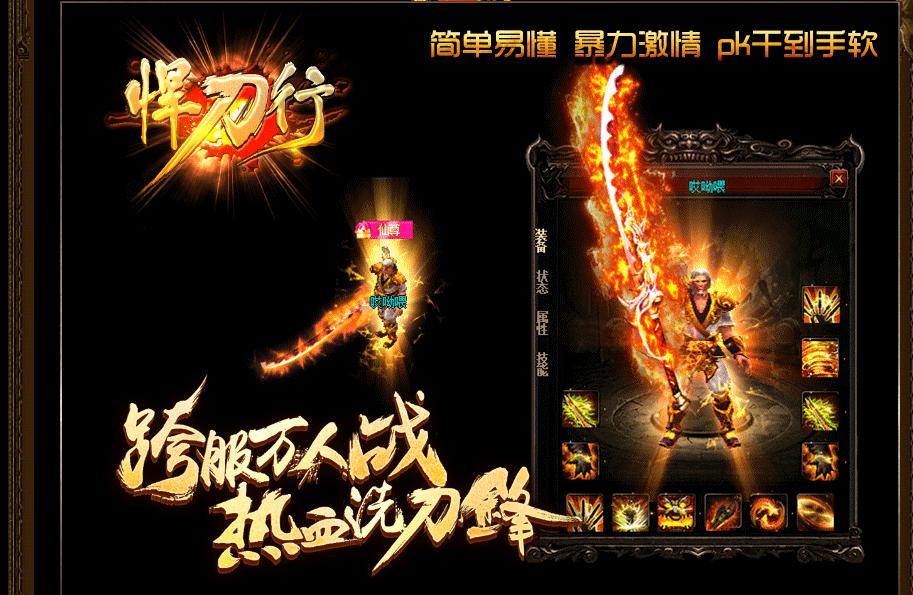 简单易懂 暴力激情 pk干到手软
悍刀行
哎呦喂
仙尊
哎呦喂
装备
状态
属性
技能
跨服万人战
热血洗刀锋